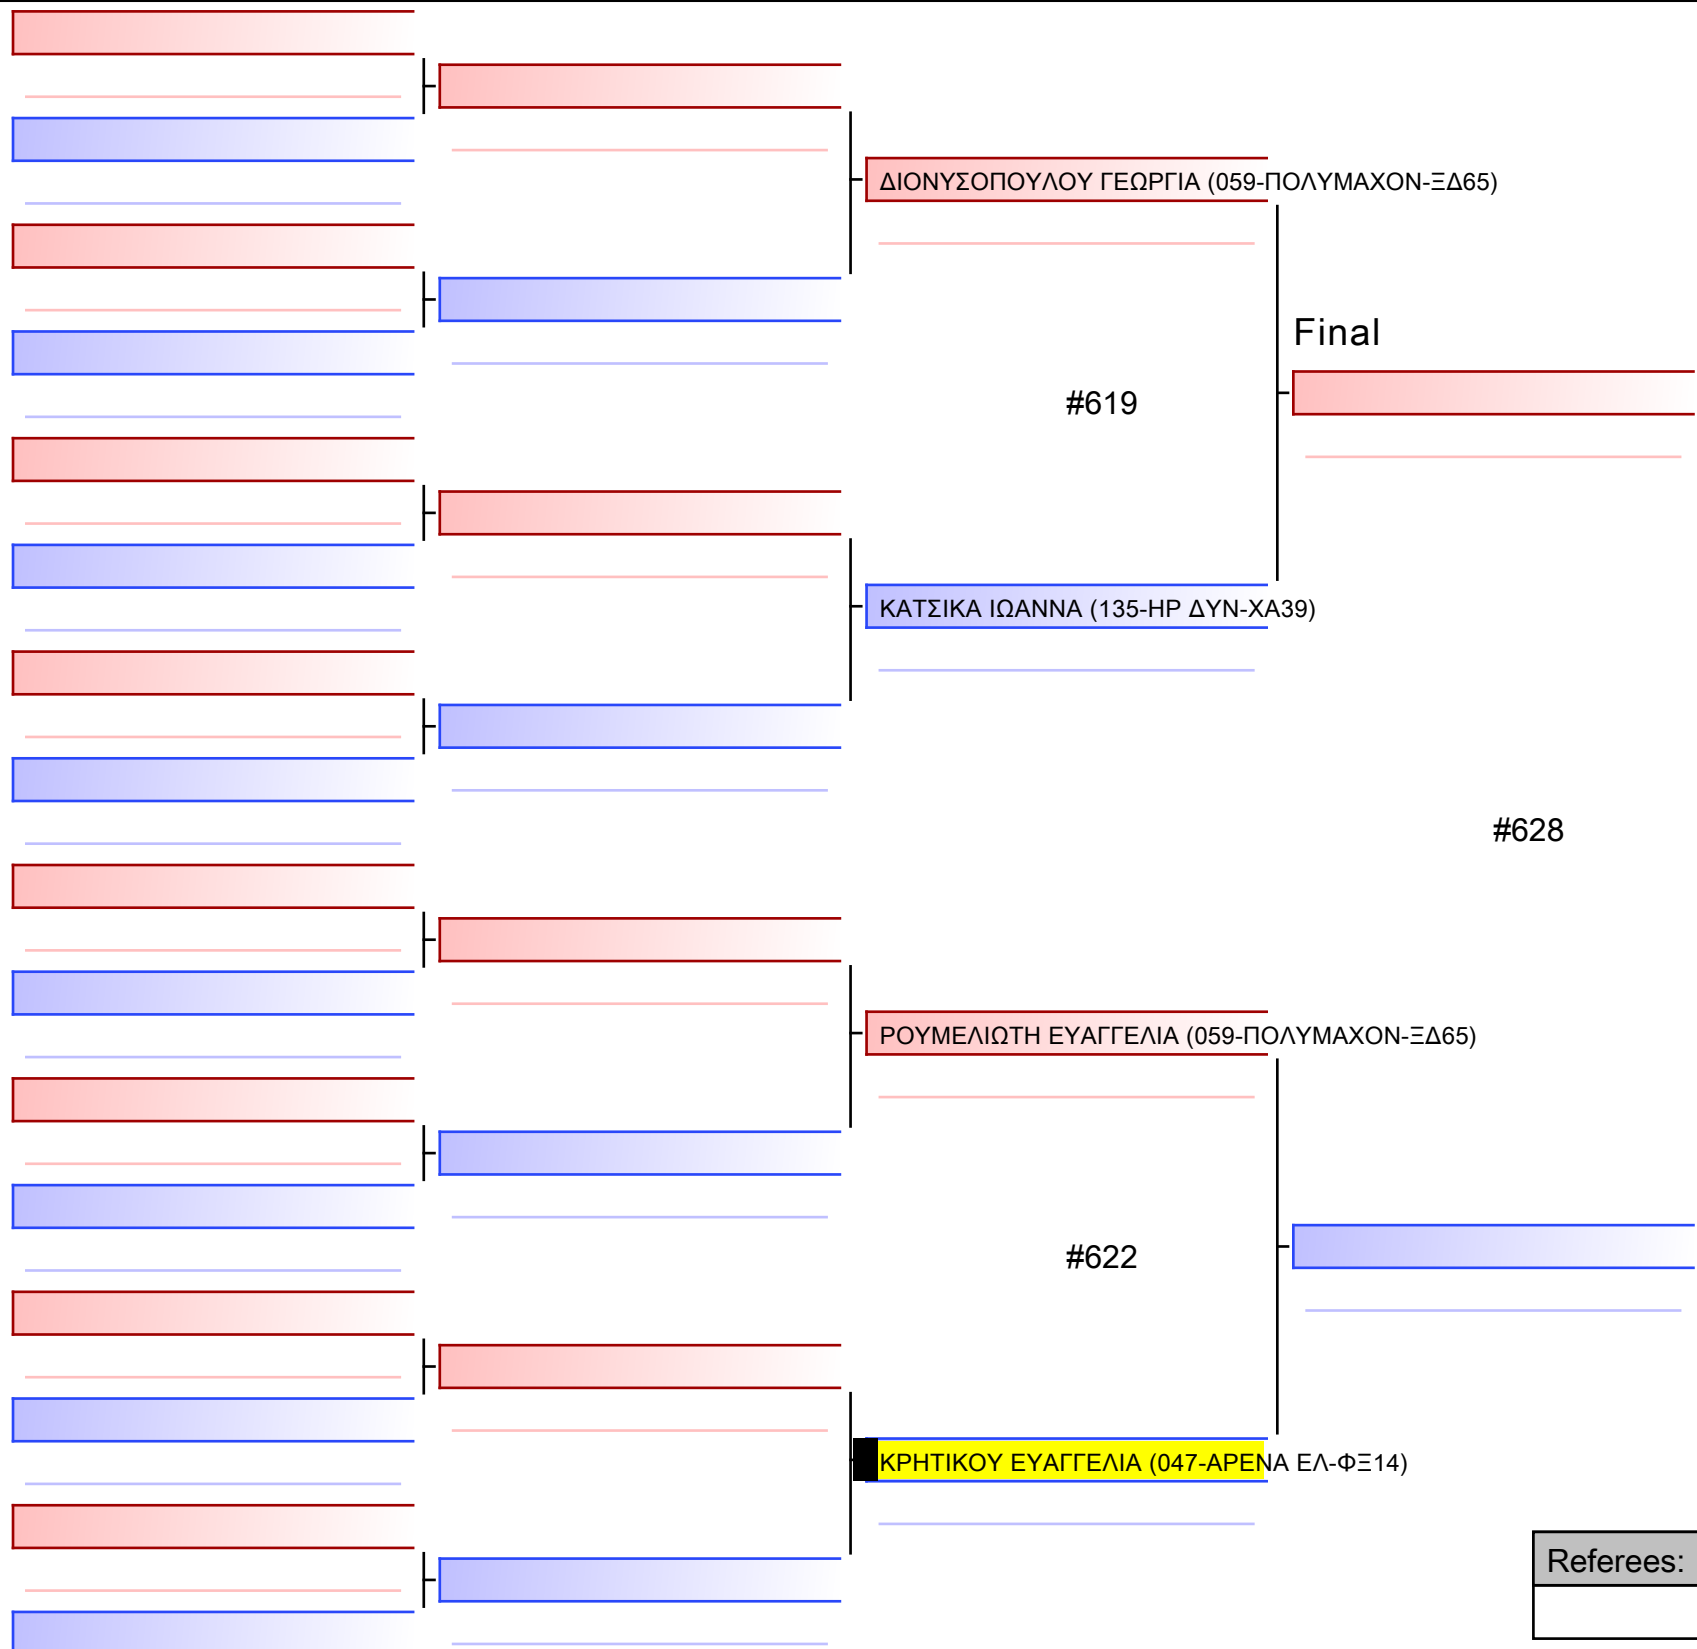 ΔΙΟΝΥΣΟΠΟΥΛΟΥ ΓΕΩΡΓΙΑ (059-ΠΟΛΥΜΑΧΟΝ-ΞΔ65)
Final
#619
ΚΑΤΣΙΚΑ ΙΩΑΝΝΑ (135-ΗΡ ΔΥΝ-ΧΑ39)
#628
ΡΟΥΜΕΛΙΩΤΗ ΕΥΑΓΓΕΛΙΑ (059-ΠΟΛΥΜΑΧΟΝ-ΞΔ65)
#622
ΚΡΗΤΙΚΟΥ ΕΥΑΓΓΕΛΙΑ (047-ΑΡΕΝΑ ΕΛ-ΦΞ14)
Referees: